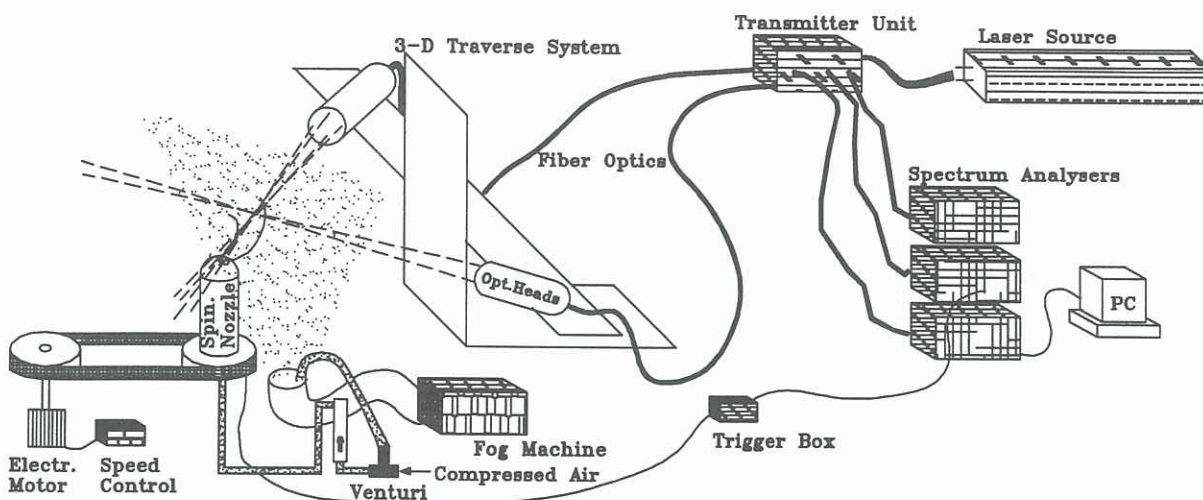 Transmitter Unit
Laser Source
3-D Traverse System
Fiber Optics
Spectrum Analysers
Opt.Heads
PC
Spin.
Nozzle
Fog Machine
Trigger Box
Electr.
Motor
Speed
Control
Compressed Air
Venturi